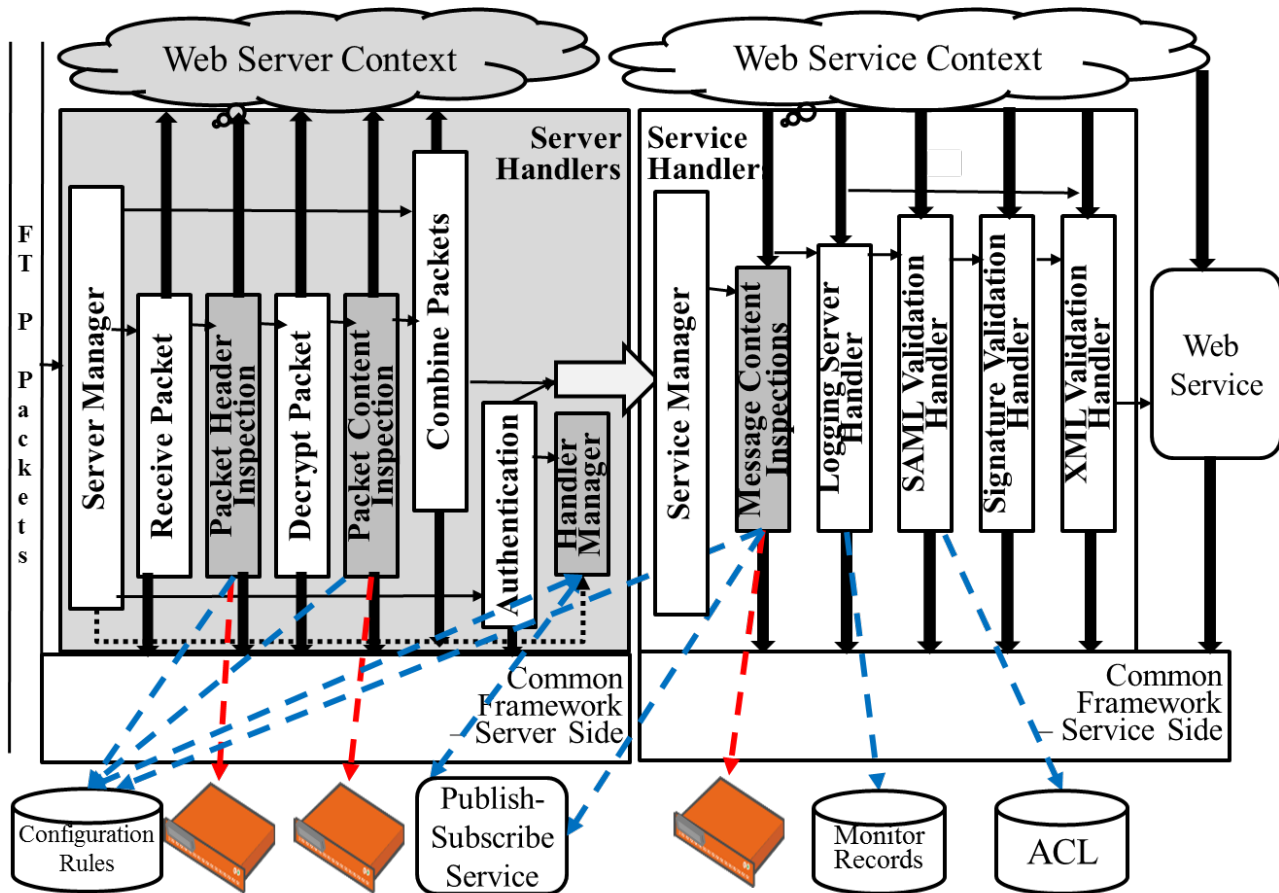 Web Server Context
Web Service Context
Server
Handlers
Service
Handlers
FT P Packets
Server Manager
Receive Packet
Packet Header
Inspection
Decrypt Packet
Packet Content
Inspection
Combine Packets
Authentication
Handler
Manager
Service Manager
Message Content
Inspections
Logging Server
Handler
SAML Validation
Handler
Signature Validation
Handler
XML Validation
Handler
Web
Service
Common
Framework
– Server Side
Common
Framework
– Service Side
Configuration
Rules
Publish-
Subscribe
Service
Monitor
Records
ACL